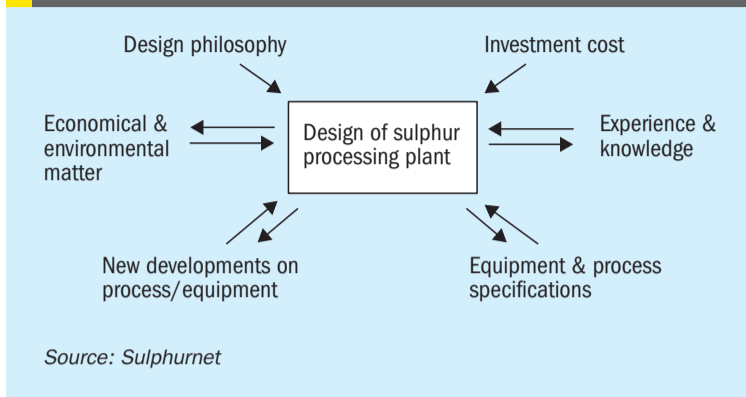 Design philosophy
Investment cost
Economical &
environmental
matter
Design of sulphur
processing plant
Experience &
knowledge
New developments on
process/equipment
Equipment & process
specifications
Source: Sulphurnet